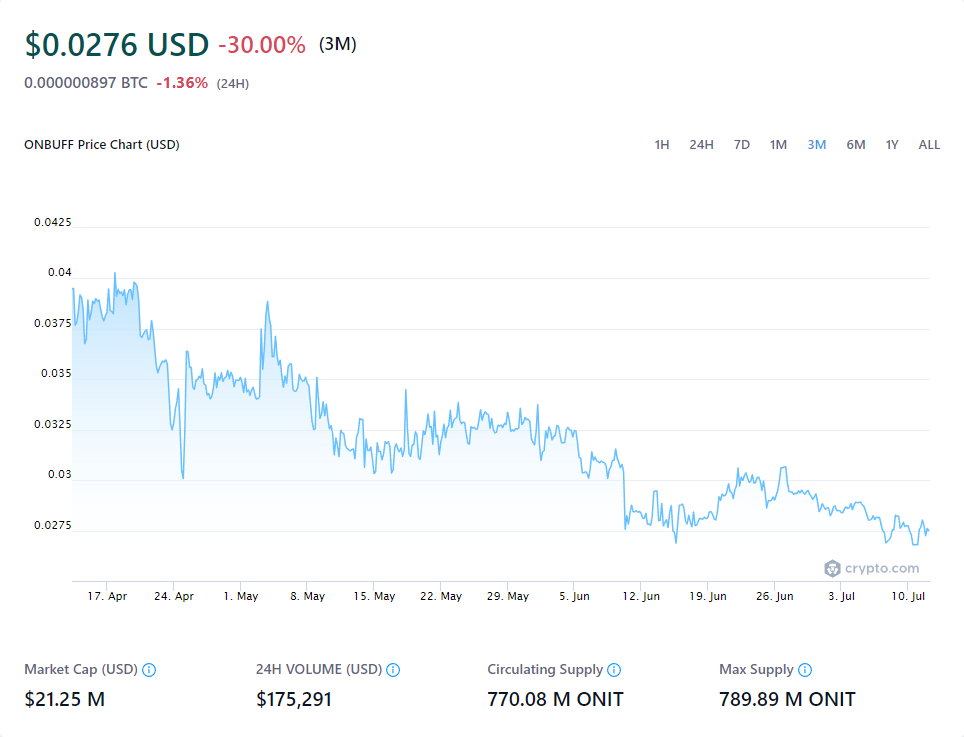 $0.0276 USD -30.00% (3M)
0.000000897 BTC -1.36% (24H)
ONBUFF Price Chart (USD) 1H 24H 7D 1M 3M 6M 1Y ALL
0.0425
0.04
0.0375
0.035
0.0325
0.03
0.0275
crypto.com
17. Apr 24. Apr 1. May 8. May 15. May 22. May 29. May 5. Jun 12. Jun 19. Jun 26. Jun 3. Jul 10. Jul
Market Cap (USD) 24H VOLUME (USD) Circulating Supply Max Supply
$21.25 M $175,291 770.08 M ONIT 789.89 M ONIT